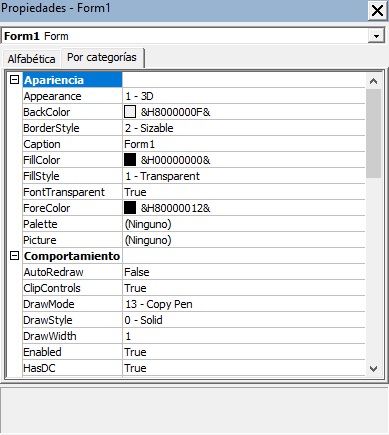 Propiedades - Form1
Form1 Form
Alfabética Por categorías
Apariencia
Appearance 1 - 3D
BackColor &H8000000F&
BorderStyle 2 - Sizable
Caption Form1
FillColor &H00000000&
FillStyle 1 - Transparent
FontTransparent True
ForeColor &H80000012&
Palette (Ninguno)
Picture (Ninguno)
Comportamiento
AutoRedraw False
ClipControls True
DrawMode 13 - Copy Pen
DrawStyle 0 - Solid
DrawWidth 1
Enabled True
HasDC True